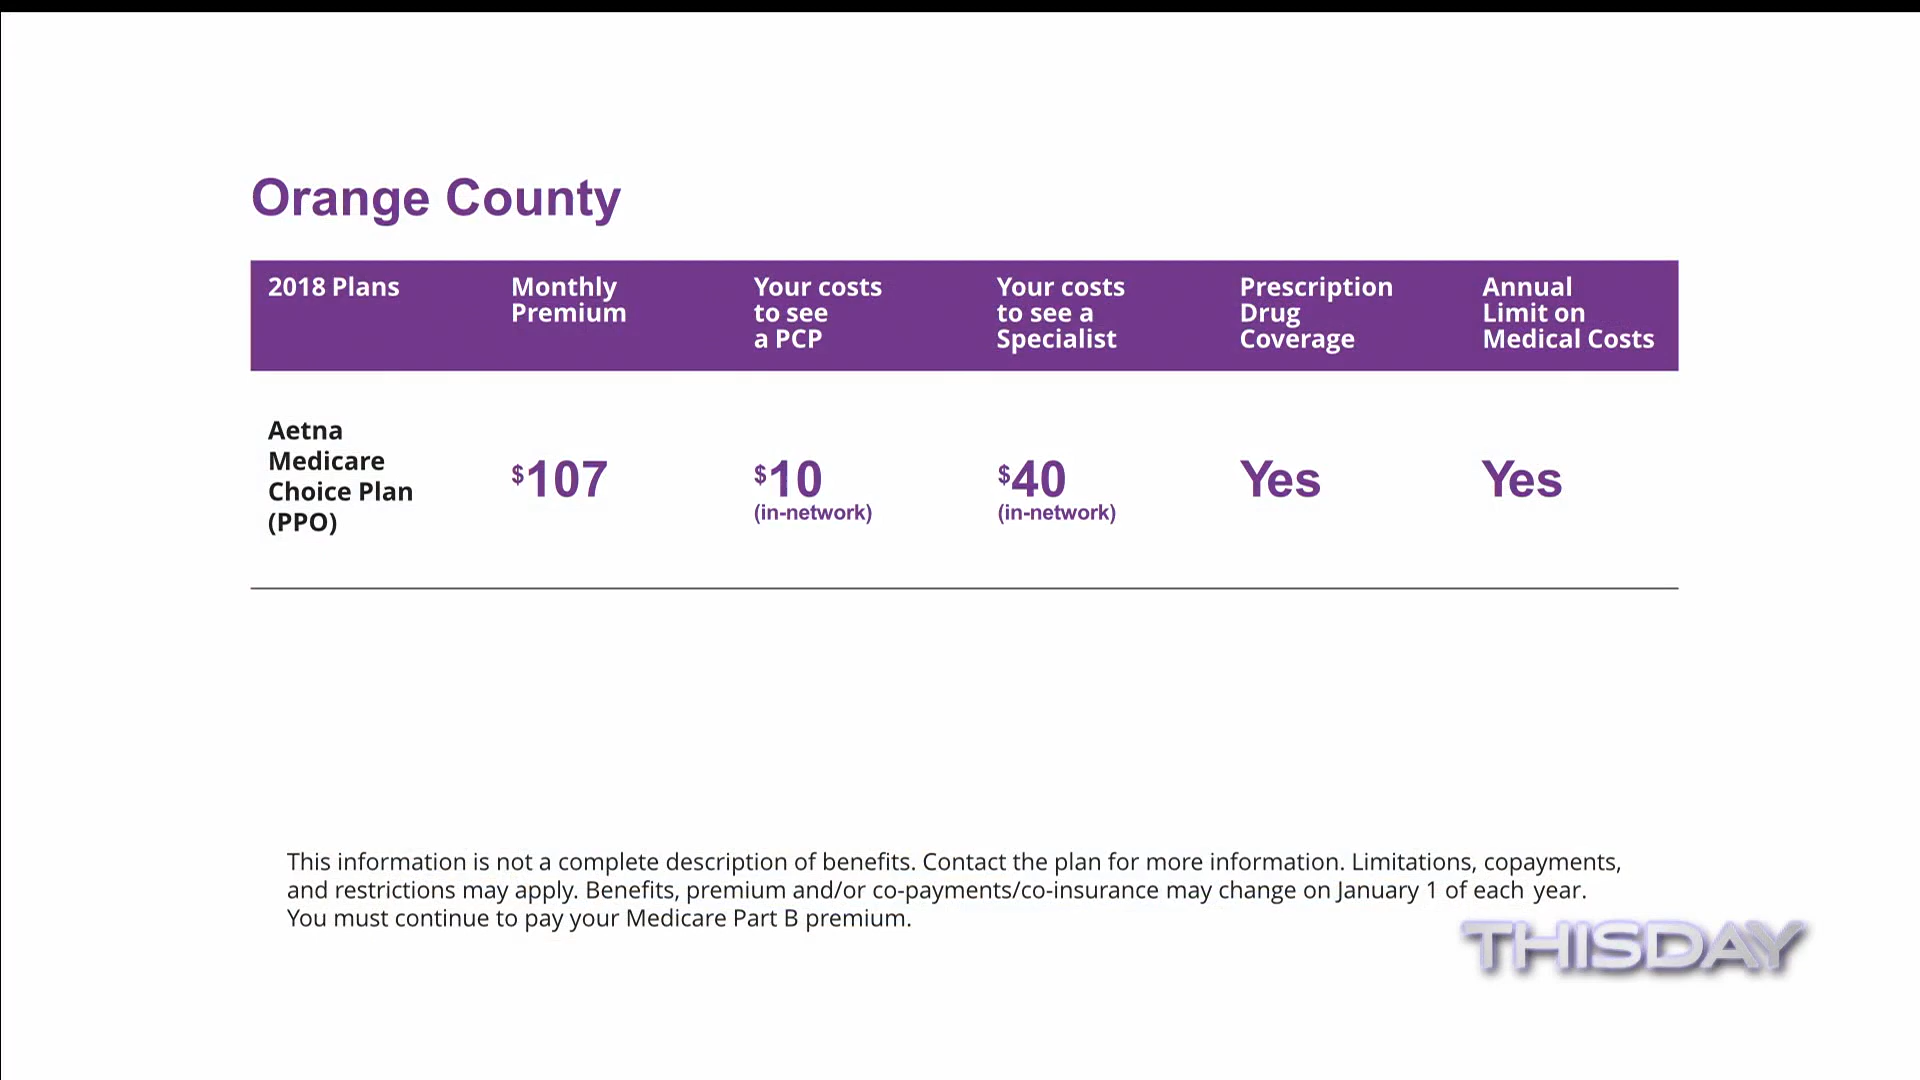 Orange County
2018 Plans
Monthly
Premium
Your costs
to see
a PCP
Your costs
to see a
Specialist
Prescription
Drug
Coverage
Annual
Limit on
Medical Costs
Aetna
Medicare
Choice Plan
(PPO)
$107
$10
(in-network)
$40
(in-network)
Yes
Yes
This information is not a complete description of benefits. Contact the plan for more information. Limitations, copayments,
and restrictions may apply. Benefits, premium and/or co-payments/co-insurance may change on January 1 of each year.
You must continue to pay your Medicare Part B premium.
THISDAY